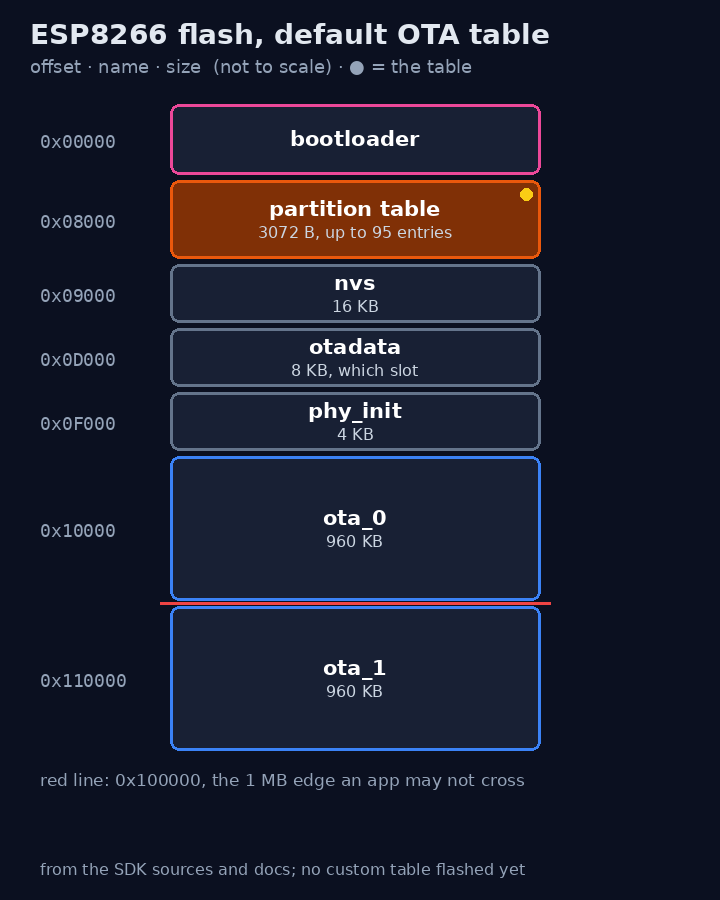 ESP8266 flash, default OTA table
offset · name · size (not to scale) · ● = the table
0x00000
bootloader
0x08000
partition table
3072 B, up to 95 entries
0x09000
nvs
16 KB
0x0D000
otadata
8 KB, which slot
0x0F000
phy_init
4 KB
0x10000
ota_0
960 KB
0x110000
ota_1
960 KB
red line: 0x100000, the 1 MB edge an app may not cross
from the SDK sources and docs; no custom table flashed yet